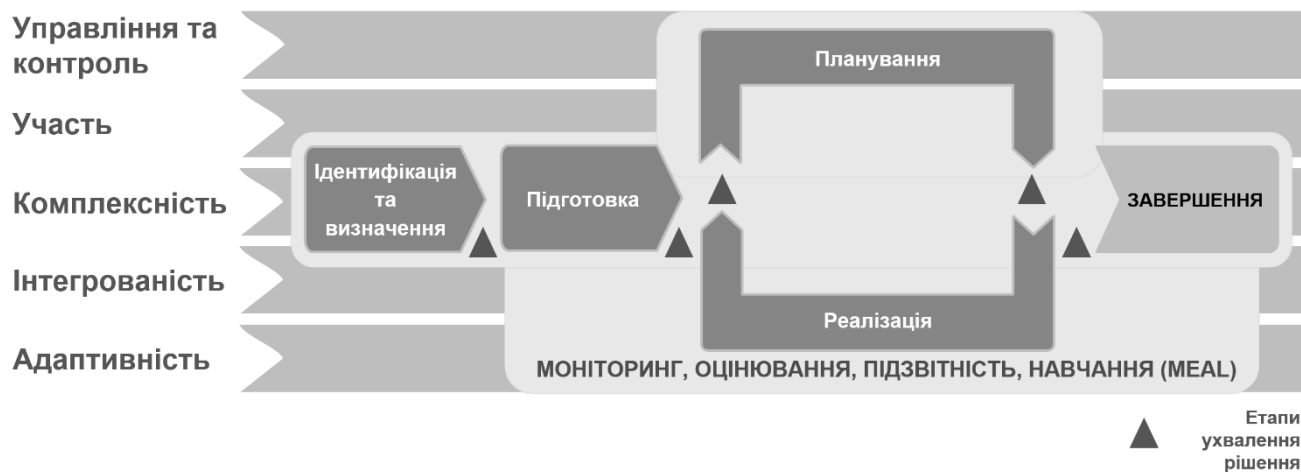 Управління та
контроль
Участь
Комплексність
Інтегрованість
Адаптивність
Планування
Ідентифікація
та
визначення
Підготовка
ЗАВЕРШЕННЯ
Реалізація
МОНІТОРИНГ, ОЦІНЮВАННЯ, ПІДЗВІТНІСТЬ, НАВЧАННЯ (MEAL)
Етапи
ухвалення
рішення